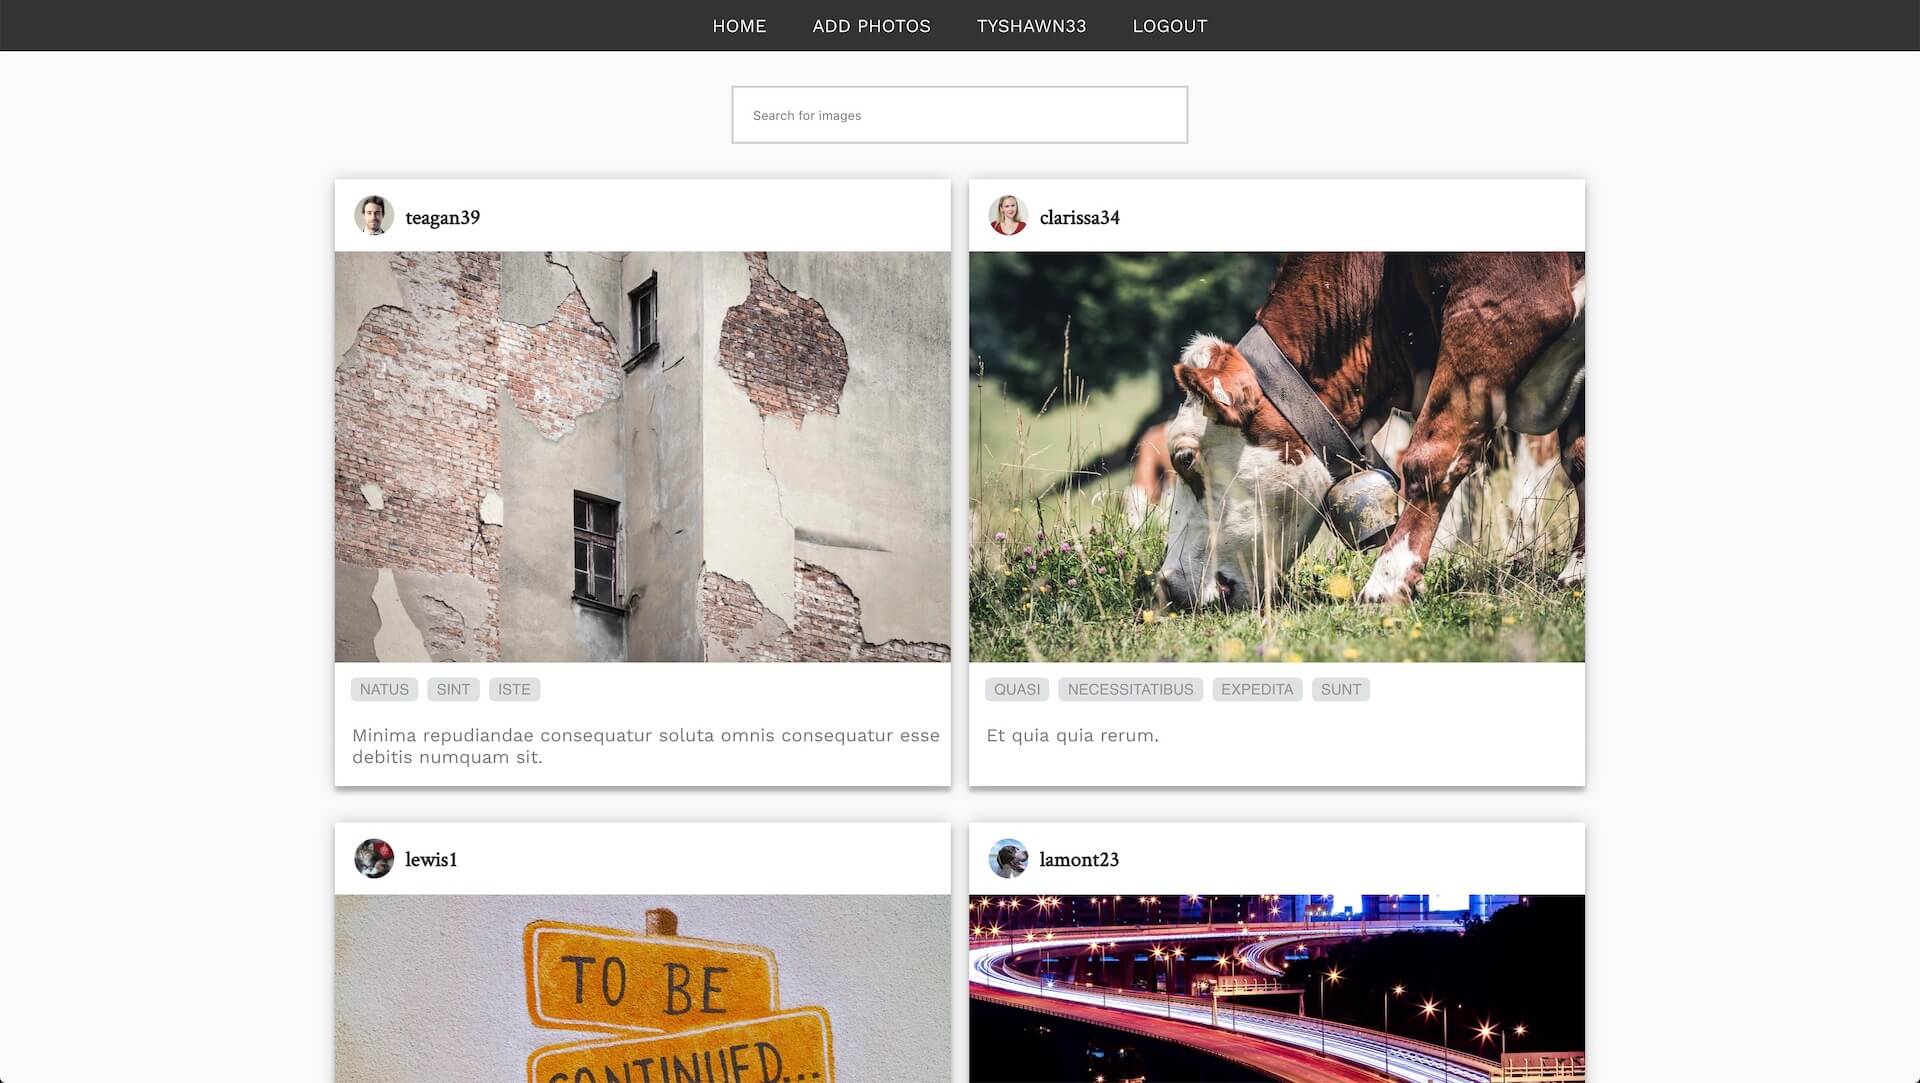 HOME ADD PHOTOS TYSHAWN33 LOGOUT
Search for images
teagan39
NATUS SINT ISTE
Minima repudiandae consequatur soluta omnis consequatur esse
debitis numquam sit.
clarissa34
QUASI NECESSITATIBUS EXPEDITA SUNT
Et quia quia rerum.
lewis1
TO BE
CONTINUED...
lamont23